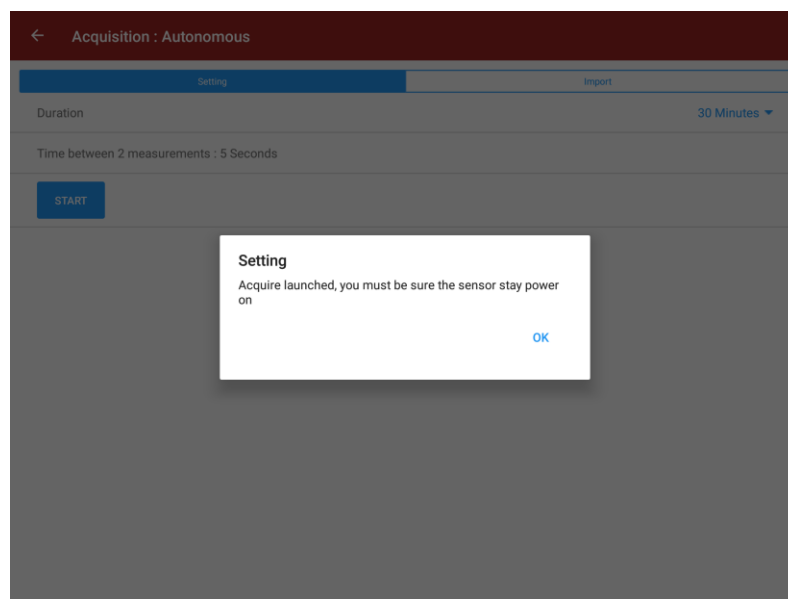 Acquisition : Autonomous
Setting
Import
Duration
30 Minutes
Time between 2 measurements : 5 Seconds
START
Setting
Acquire launched, you must be sure the sensor stay power
on
OK